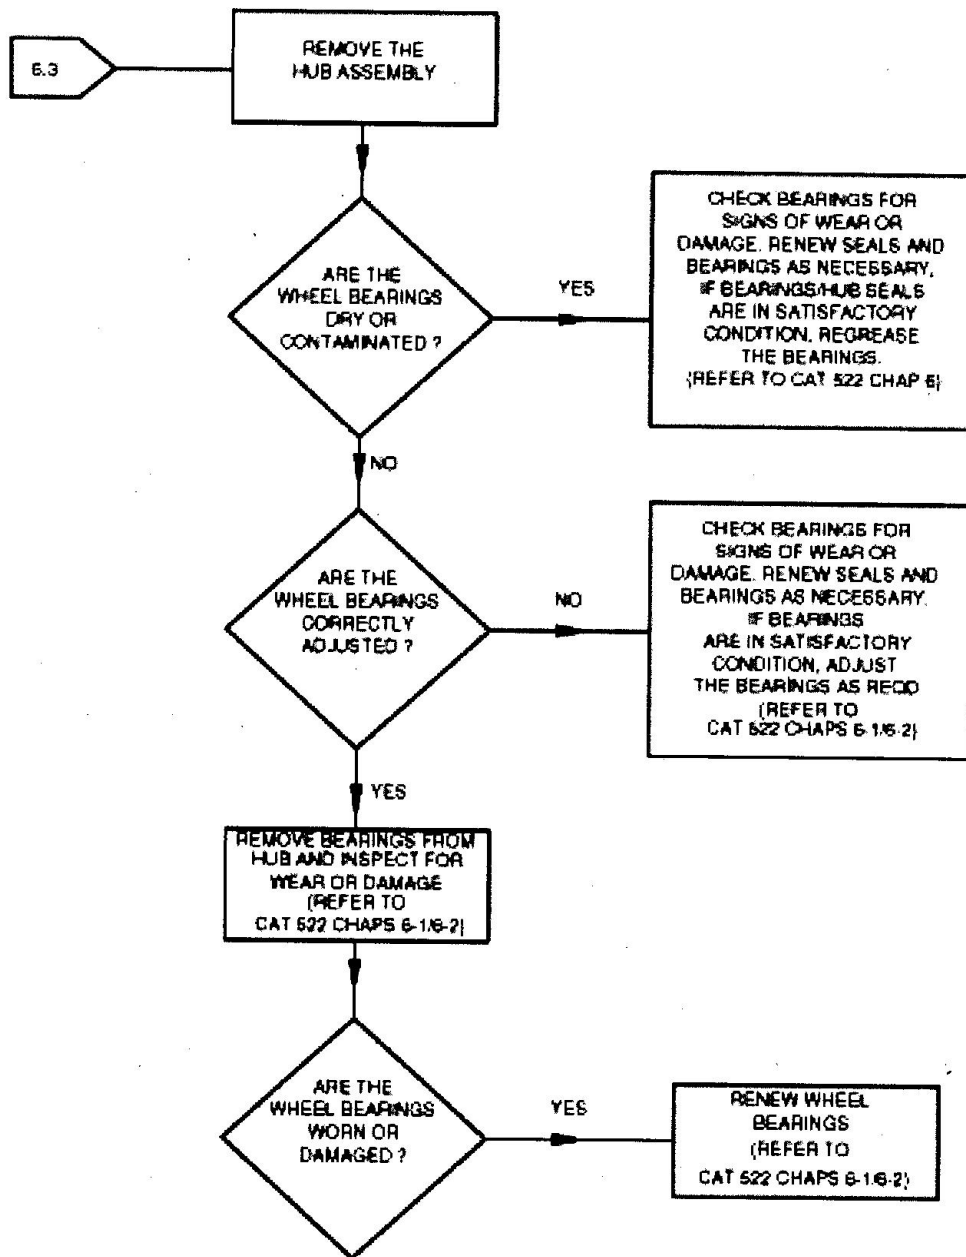 6.3
REMOVE THE
HUB ASSEMBLY
ARE THE
WHEEL BEARINGS
DRY OR
CONTAMINATED ?
YES
CHECK BEARINGS FOR
SIGNS OF WEAR OR
DAMAGE. RENEW SEALS AND
BEARINGS AS NECESSARY,
IF BEARINGS/HUB SEALS
ARE IN SATISFACTORY
CONDITION, REGREASE
THE BEARINGS.
(REFER TO CAT 522 CHAP 6)
NO
ARE THE
WHEEL BEARINGS
CORRECTLY
ADJUSTED ?
NO
CHECK BEARINGS FOR
SIGNS OF WEAR OR
DAMAGE. RENEW SEALS AND
BEARINGS AS NECESSARY.
IF BEARINGS
ARE IN SATISFACTORY
CONDITION, ADJUST
THE BEARINGS AS REQD
(REFER TO
CAT 522 CHAPS 6-1/6-2)
YES
REMOVE BEARINGS FROM
HUB AND INSPECT FOR
WEAR OR DAMAGE
(REFER TO
CAT 522 CHAPS 6-1/6-2)
ARE THE
WHEEL BEARINGS
WORN OR
DAMAGED ?
YES
RENEW WHEEL
BEARINGS
(REFER TO
CAT 522 CHAPS 6-1/6-2)